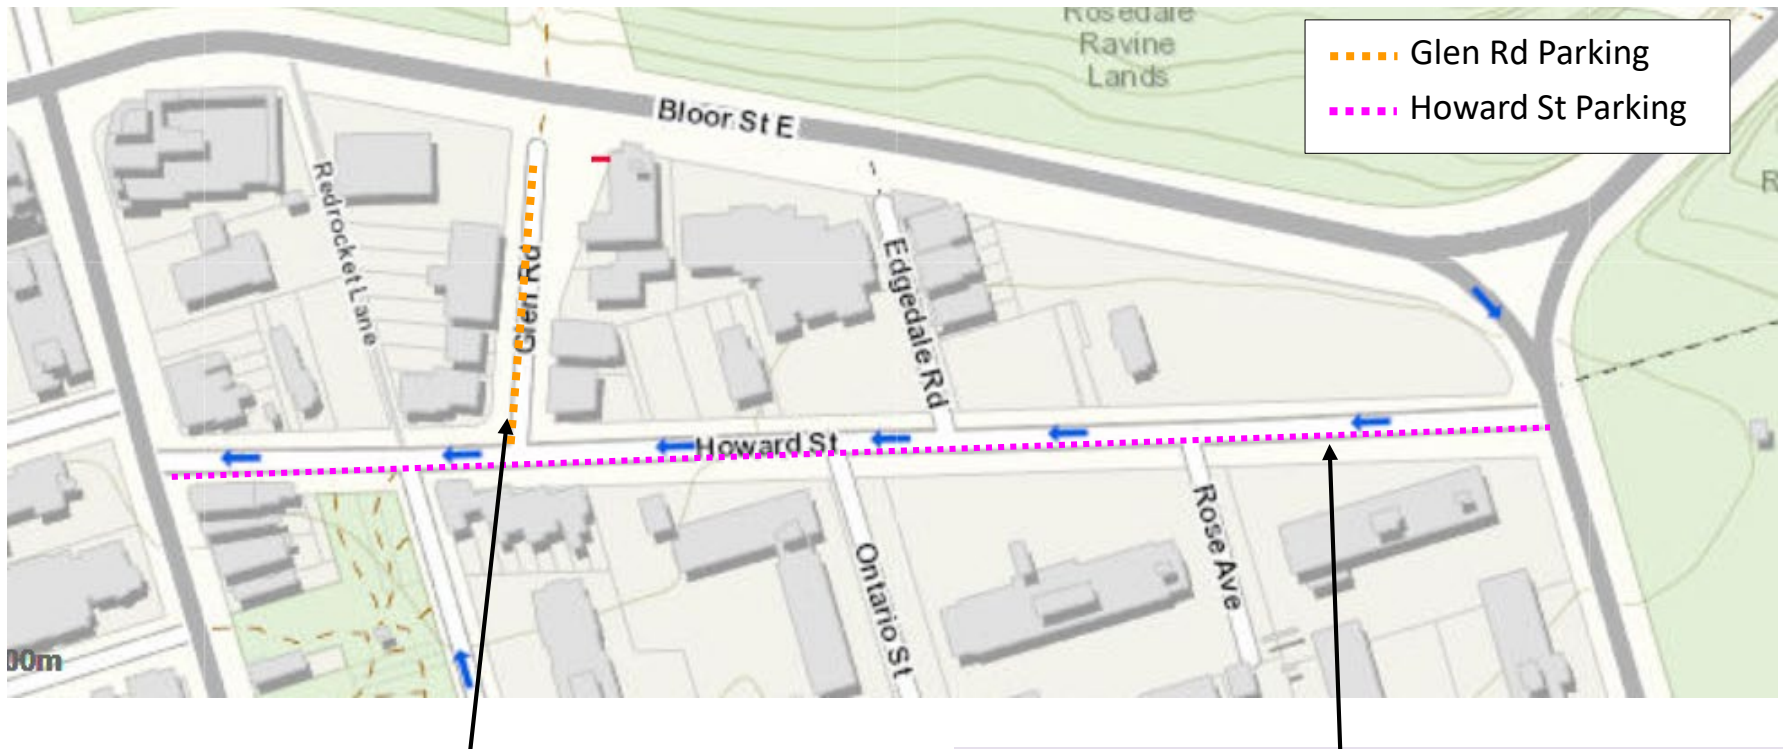 Rosedale
Ravine
Lands
Glen Rd Parking
Howard St Parking
Bloor St E
Redrocket Lane
Glen Rd
Edgedale Rd
Howard St
Ontario St
Rose Ave
00m
R